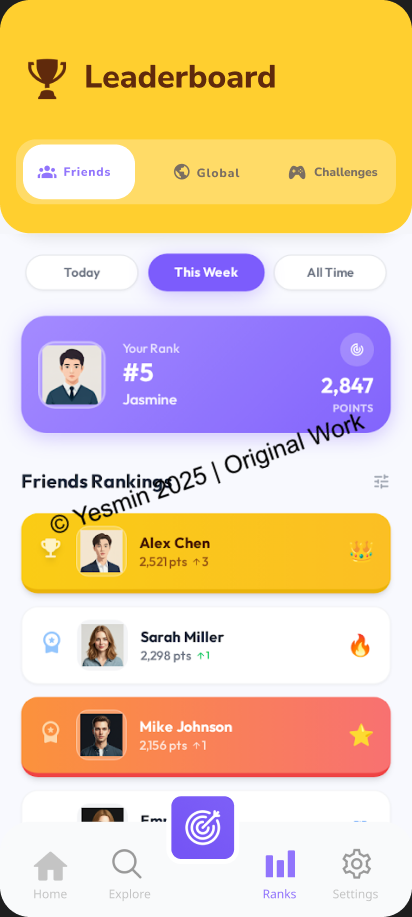 Leaderboard
Friends
Global
Challenges
Today
This Week
All Time
Your Rank
#5
Jasmine
2,847
POINTS
© Yesmin 2025 | Original Work
Friends Rankings
Alex Chen
2,521 pts ↑3
Sarah Miller
2,298 pts ↑1
Mike Johnson
2,156 pts ↑1
Home
Explore
Ranks
Settings